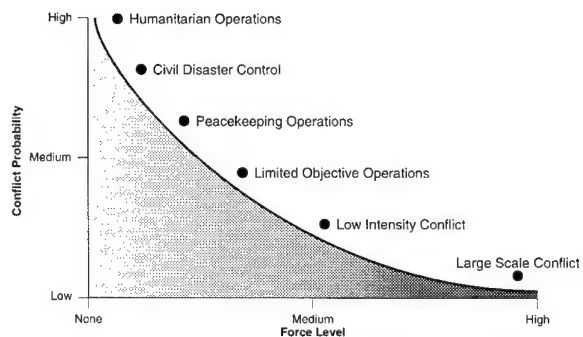 High
Humanitarian Operations
Civil Disaster Control
Peacekeeping Operations
Medium
Limited Objective Operations
Low Intensity Conflict
Large Scale Conflict
Low
Conflict Probability
None
Medium
High
Force Level